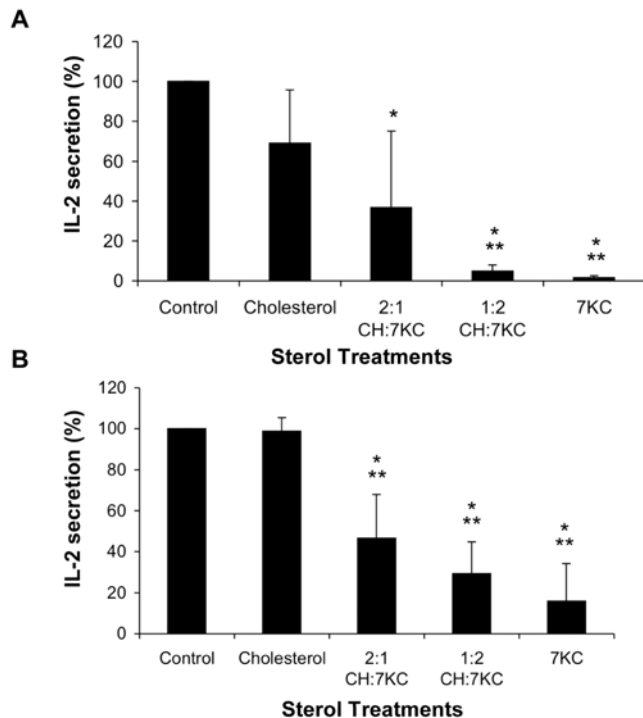 A
IL-2 secretion (%)
120
100
80
60
40
20
0
*
*
**
*
**
Control Cholesterol 2:1 1:2 7KC
CH:7KC CH:7KC
Sterol Treatments
B
IL-2 secretion (%)
120
100
80
60
40
20
0
*
**
*
**
*
**
Control Cholesterol 2:1 1:2 7KC
CH:7KC CH:7KC
Sterol Treatments